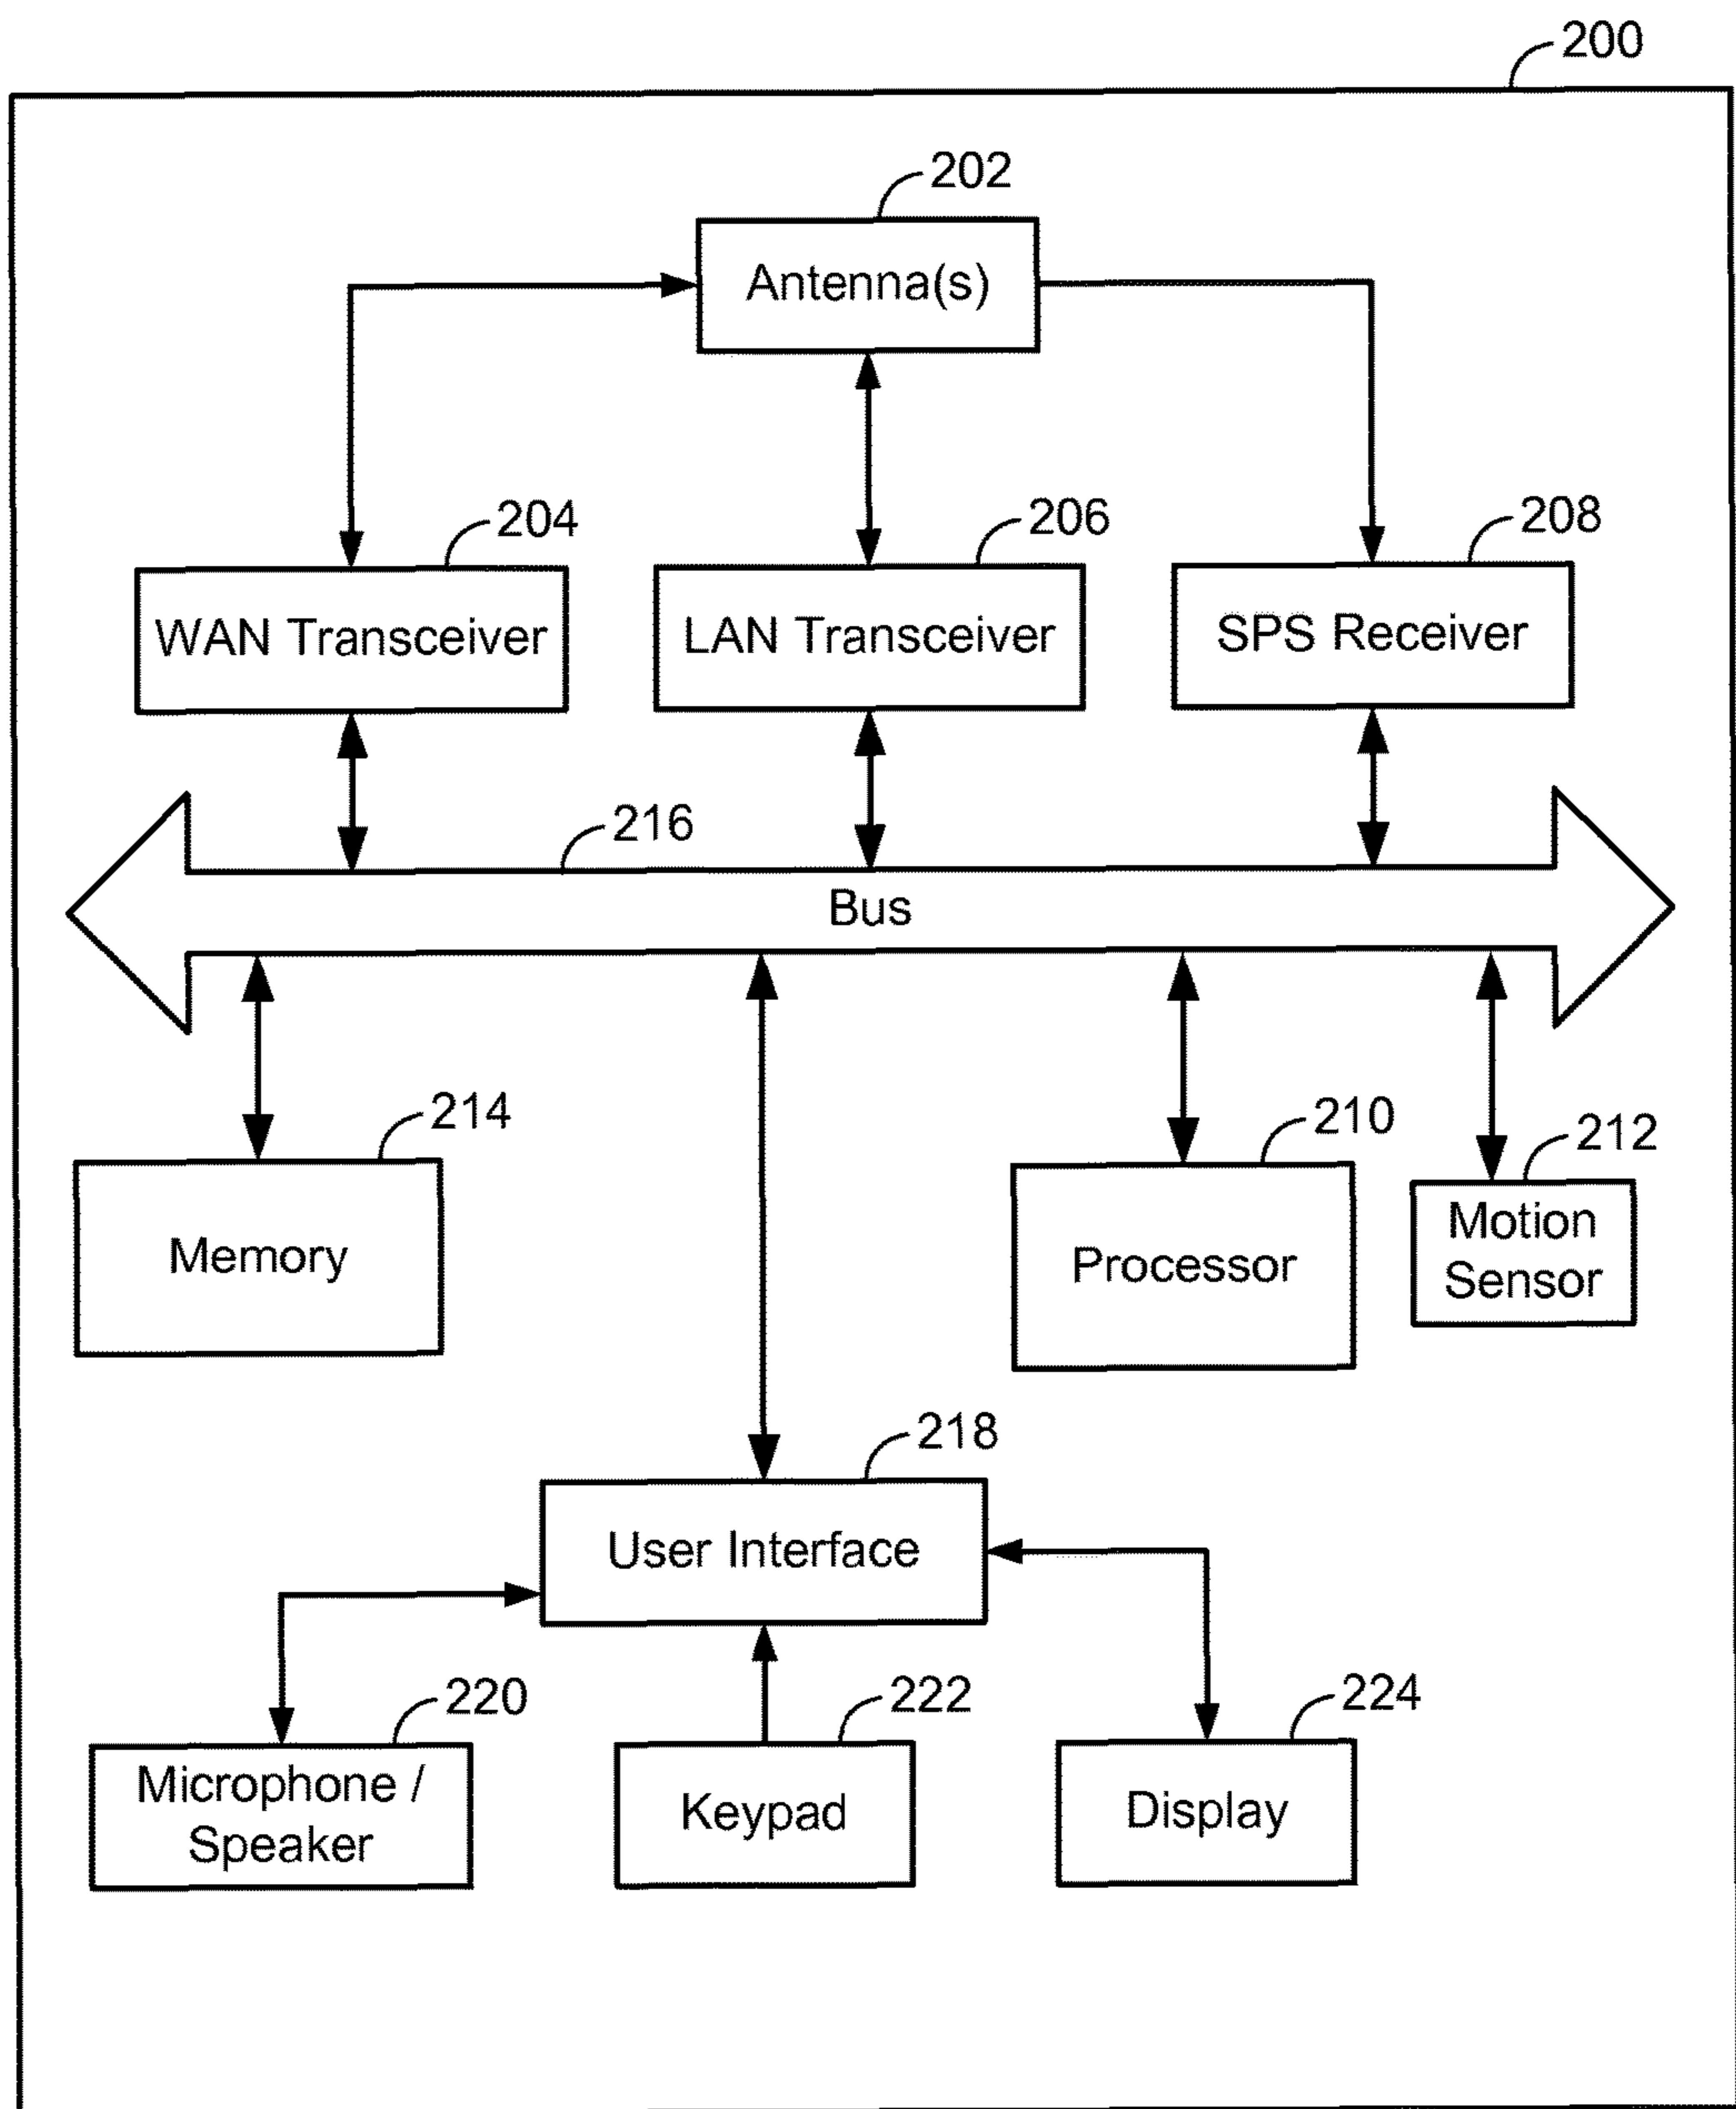 200
202
Antenna(s)
204
206
208
WAN Transceiver
LAN Transceiver
SPS Receiver
216
Bus
214
210
212
Memory
Processor
Motion
Sensor
218
User Interface
220
222
224
Microphone /
Speaker
Keypad
Display